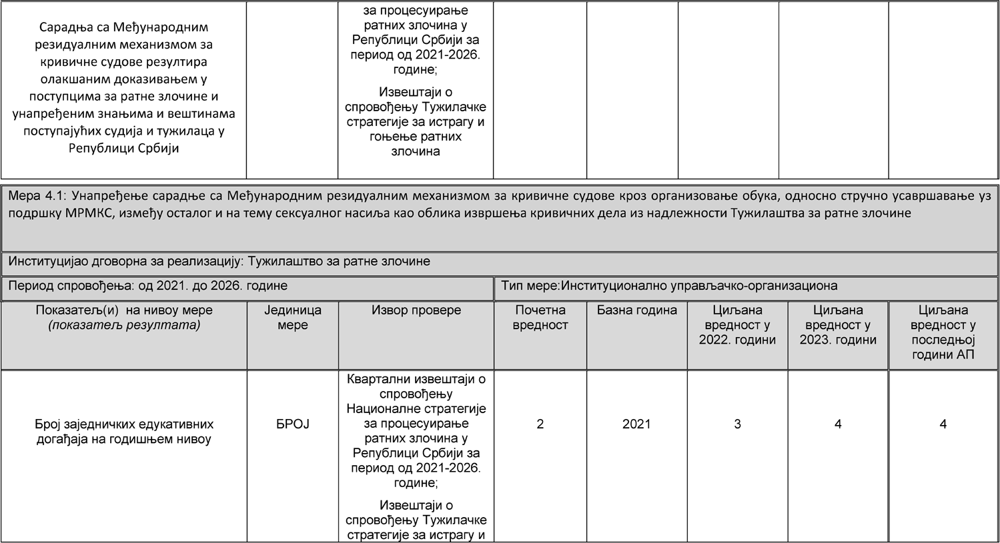 Сарадња са Међународним
резидуалним механизмом за
кривичне судове резултира
олакшаним доказивањем у
поступцима за ратне злочине и
унапређеним знањима и вештинама
поступајућих судија и тужилаца у
Републици Србији
за процесуирање
ратних злочина у
Републици Србији за
период од 2021-2026.
године;
Извештаји о
спровођењу Тужилачке
стратегије за истрагу и
гоњење ратних
злочина
Мера 4.1: Унапређење сарадње са Међународним резидуалним механизмом за кривичне судове кроз организовање обука, односно стручно усавршавање уз
подршку МРМКС, између осталог и на тему сексуалног насиља као облика извршења кривичних дела из надлежности Тужилаштва за ратне злочине
Институцијао дговорна за реализацију: Тужилаштво за ратне злочине
Период спровођења: од 2021. до 2026. године
Тип мере:Институционално управљачко-организациона
Показатељ(и) на нивоу мере
(показатељ резултата)
Јединица
мере
Извор провере
Почетна
вредност
Базна година
Циљана
вредност у
2022. години
Циљана
вредност у
2023. години
Циљана
вредност у
последњој
години АП
Број заједничких едукативних
догађаја на годишњем нивоу
БРОЈ
Квартални извештаји о
спровођењу
Националне стратегије
за процесуирање
ратних злочина у
Републици Србији за
период од 2021-2026.
године;
Извештаји о
спровођењу Тужилачке
стратегије за истрагу и
2
2021
3
4
4